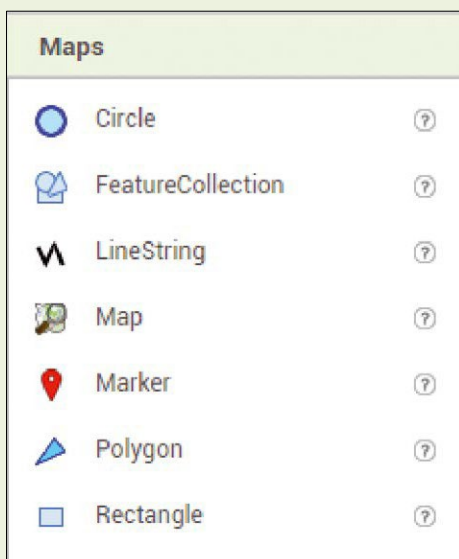 Maps
Circle ?
FeatureCollection ?
LineString ?
Map ?
Marker ?
Polygon ?
Rectangle ?